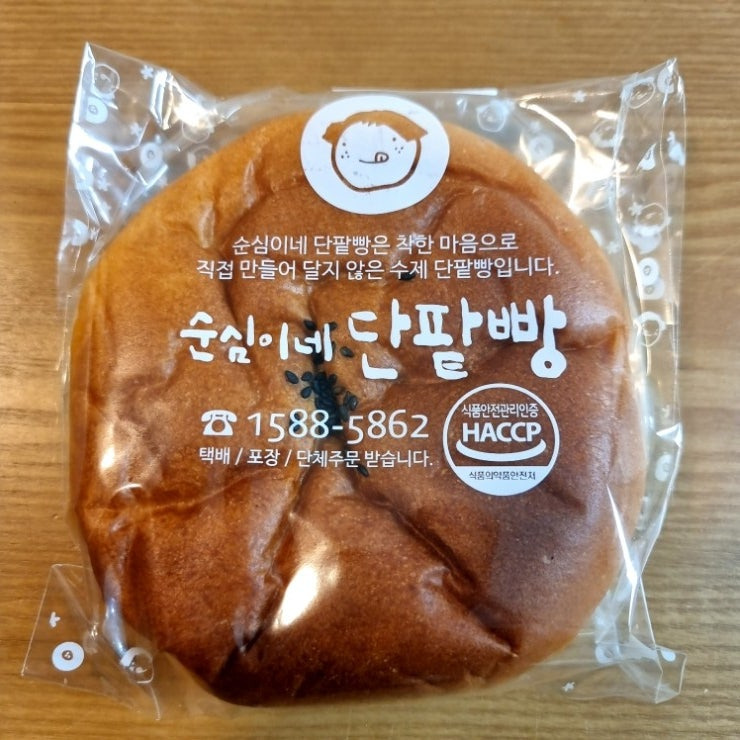 순심이네 단팥빵은 착한 마음으로
직접 만들어 달지 않은 수제 단팥빵입니다.
순심이네 단팥빵
☎ 1588-5862
택배 / 포장 / 단체주문 받습니다.
식품안전관리인증
HACCP
식품의약품안전처